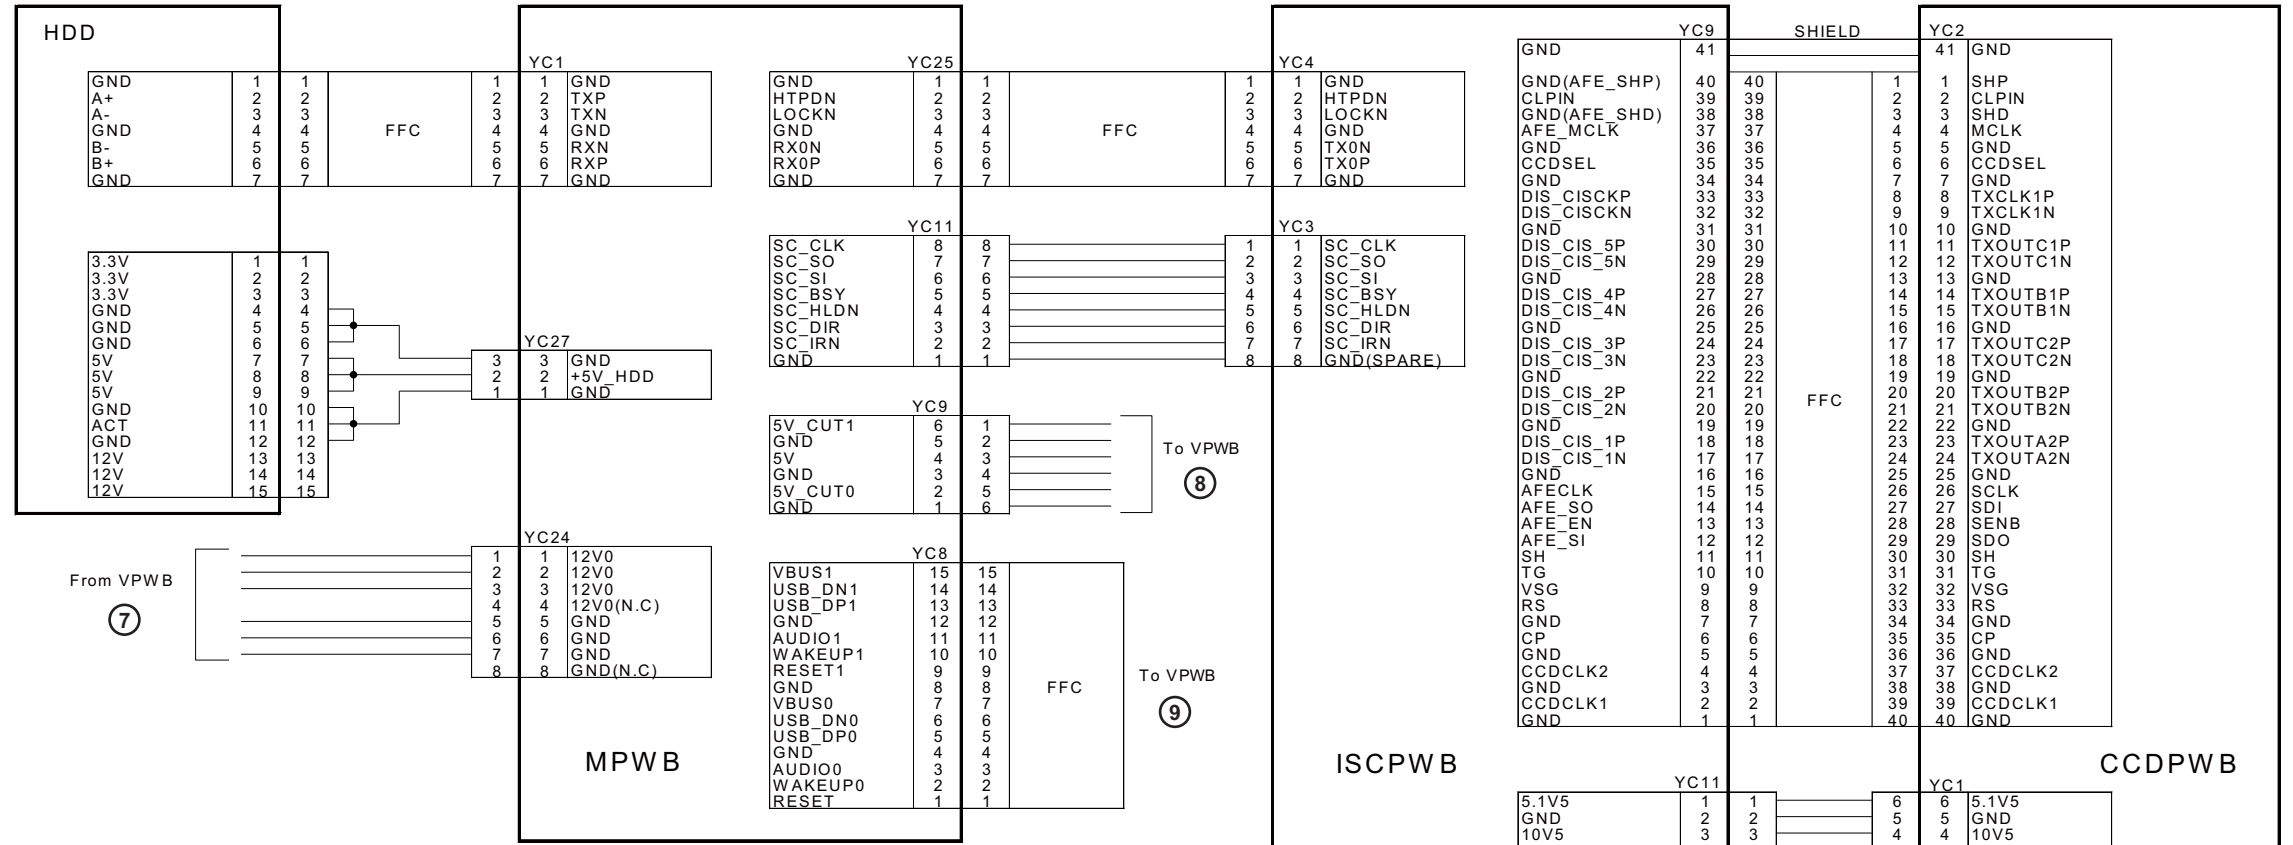 HDD
GND 1 1
A+ 2 2
A- 3 3
GND 4 4
B- 5 5
B+ 6 6
GND 7 7
FFC
YC1
1 1 GND
2 2 TXP
3 3 TXN
4 4 GND
5 5 RXN
6 6 RXP
7 7 GND
3.3V 1 1
3.3V 2 2
3.3V 3 3
GND 4 4
GND 5 5
GND 6 6
5V 7 7
5V 8 8
5V 9 9
GND 10 10
ACT 11 11
GND 12 12
12V 13 13
12V 14 14
12V 15 15
YC27
3 3 GND
2 2 +5V_HDD
1 1 GND
From VPWB
7
YC24
1 1 12V0
2 2 12V0
3 3 12V0
4 4 12V0(N.C)
5 5 GND
6 6 GND
7 7 GND
8 8 GND(N.C)
MPWB
YC25
GND 1 1
HTPDN 2 2
LOCKN 3 3
GND 4 4
RX0N 5 5
RX0P 6 6
GND 7 7
FFC
YC4
1 1 GND
2 2 HTPDN
3 3 LOCKN
4 4 GND
5 5 TX0N
6 6 TX0P
7 7 GND
YC11
SC_CLK 8 8
SC_SO 7 7
SC_SI 6 6
SC_BSY 5 5
SC_HLDN 4 4
SC_DIR 3 3
SC_IRN 2 2
GND 1 1
YC3
1 1 SC_CLK
2 2 SC_SO
3 3 SC_SI
4 4 SC_BSY
5 5 SC_HLDN
6 6 SC_DIR
7 7 SC_IRN
8 8 GND(SPARE)
YC9
5V_CUT1 6 1
GND 5 2
5V 4 3
GND 3 4
5V_CUT0 2 5
GND 1 6
To VPWB
8
YC8
VBUS1 15 15
USB_DN1 14 14
USB_DP1 13 13
GND 12 12
AUDIO1 11 11
WAKEUP1 10 10
RESET1 9 9
GND 8 8
VBUS0 7 7
USB_DN0 6 6
USB_DP0 5 5
GND 4 4
AUDIO0 3 3
WAKEUP0 2 2
RESET 1 1
FFC
To VPWB
9
ISCPWB
YC9
SHIELD
YC2
GND 41
41 GND
GND(AFE_SHP) 40 40
CLPIN 39 39
GND(AFE_SHD) 38 38
AFE_MCLK 37 37
GND 36 36
CCDSEL 35 35
GND 34 34
DIS_CISCKP 33 33
DIS_CISCKN 32 32
GND 31 31
DIS_CIS_5P 30 30
DIS_CIS_5N 29 29
GND 28 28
DIS_CIS_4P 27 27
DIS_CIS_4N 26 26
GND 25 25
DIS_CIS_3P 24 24
DIS_CIS_3N 23 23
GND 22 22
DIS_CIS_2P 21 21
DIS_CIS_2N 20 20
GND 19 19
DIS_CIS_1P 18 18
DIS_CIS_1N 17 17
GND 16 16
AFECLK 15 15
AFE_SO 14 14
AFE_EN 13 13
AFE_SI 12 12
SH 11 11
TG 10 10
VSG 9 9
RS 8 8
GND 7 7
CP 6 6
GND 5 5
CCDCLK2 4 4
GND 3 3
CCDCLK1 2 2
GND 1 1
FFC
1 1 SHP
2 2 CLPIN
3 3 SHD
4 4 MCLK
5 5 GND
6 6 CCDSEL
7 7 GND
8 8 TXCLK1P
9 9 TXCLK1N
10 10 GND
11 11 TXOUTC1P
12 12 TXOUTC1N
13 13 GND
14 14 TXOUTB1P
15 15 TXOUTB1N
16 16 GND
17 17 TXOUTC2P
18 18 TXOUTC2N
19 19 GND
20 20 TXOUTB2P
21 21 TXOUTB2N
22 22 GND
23 23 TXOUTA2P
24 24 TXOUTA2N
25 25 GND
26 26 SCLK
27 27 SDI
28 28 SENB
29 29 SDO
30 30 SH
31 31 TG
32 32 VSG
33 33 RS
34 34 GND
35 35 CP
36 36 GND
37 37 CCDCLK2
38 38 GND
39 39 CCDCLK1
40 40 GND
CCDPWB
YC11
5.1V5 1 1
GND 2 2
10V5 3 3
YC1
6 6 5.1V5
5 5 GND
4 4 10V5